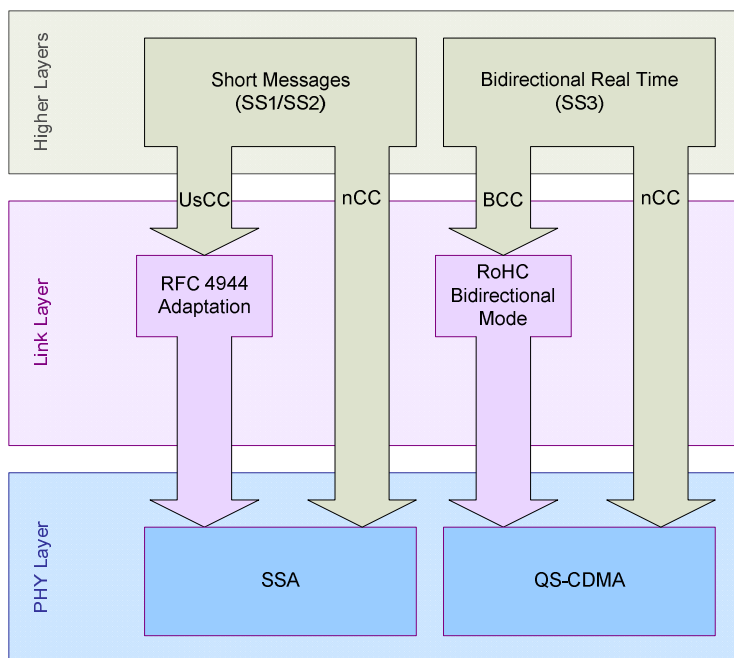 Higher Layers
Short Messages
(SS1/SS2)
Bidirectional Real Time
(SS3)
UsCC
nCC
BCC
nCC
Link Layer
RFC 4944
Adaptation
RoHC
Bidirectional
Mode
PHY Layer
SSA
QS-CDMA